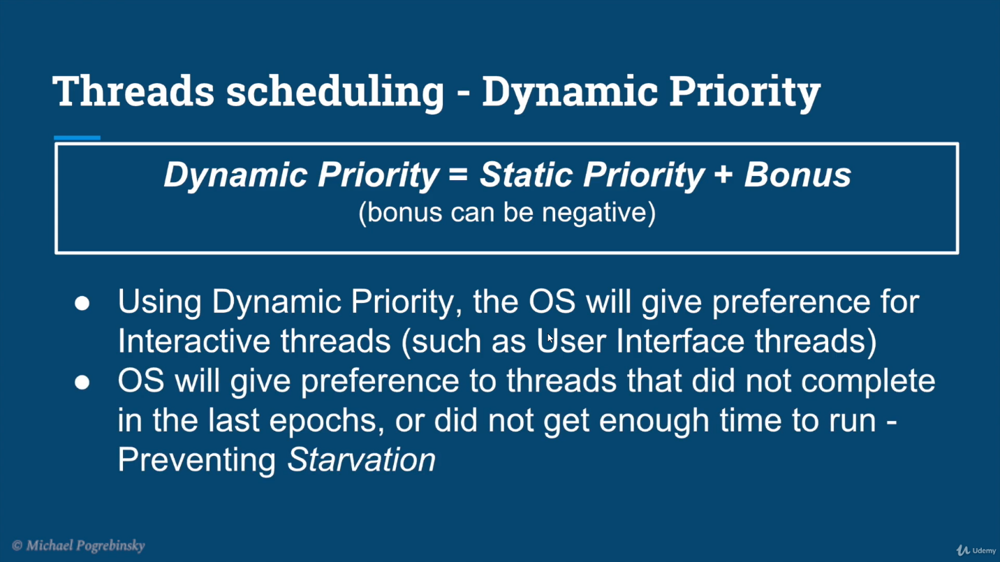 Threads scheduling - Dynamic Priority
Dynamic Priority = Static Priority + Bonus
(bonus can be negative)
● Using Dynamic Priority, the OS will give preference for
Interactive threads (such as User Interface threads)
● OS will give preference to threads that did not complete
in the last epochs, or did not get enough time to run -
Preventing Starvation
© Michael Pogrebinsky
Udemy